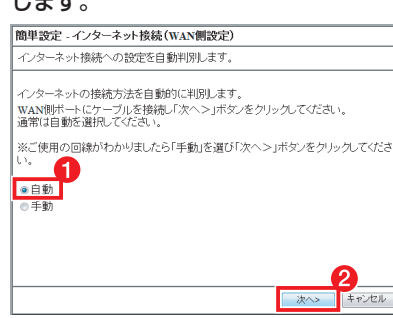 します。
簡単設定 - インターネット接続(WAN側設定)
インターネット接続への設定を自動判別します。
インターネットの接続方法を自動的に判別します。
WAN側ポートにケーブルを接続し「次へ>」ボタンをクリックしてください。
通常は自動を選択してください。
※ご使用の回線がわかりましたら「手動」を選び「次へ>」ボタンをクリックしてくださ
い。
1
自動
手動
2
次へ> キャンセル